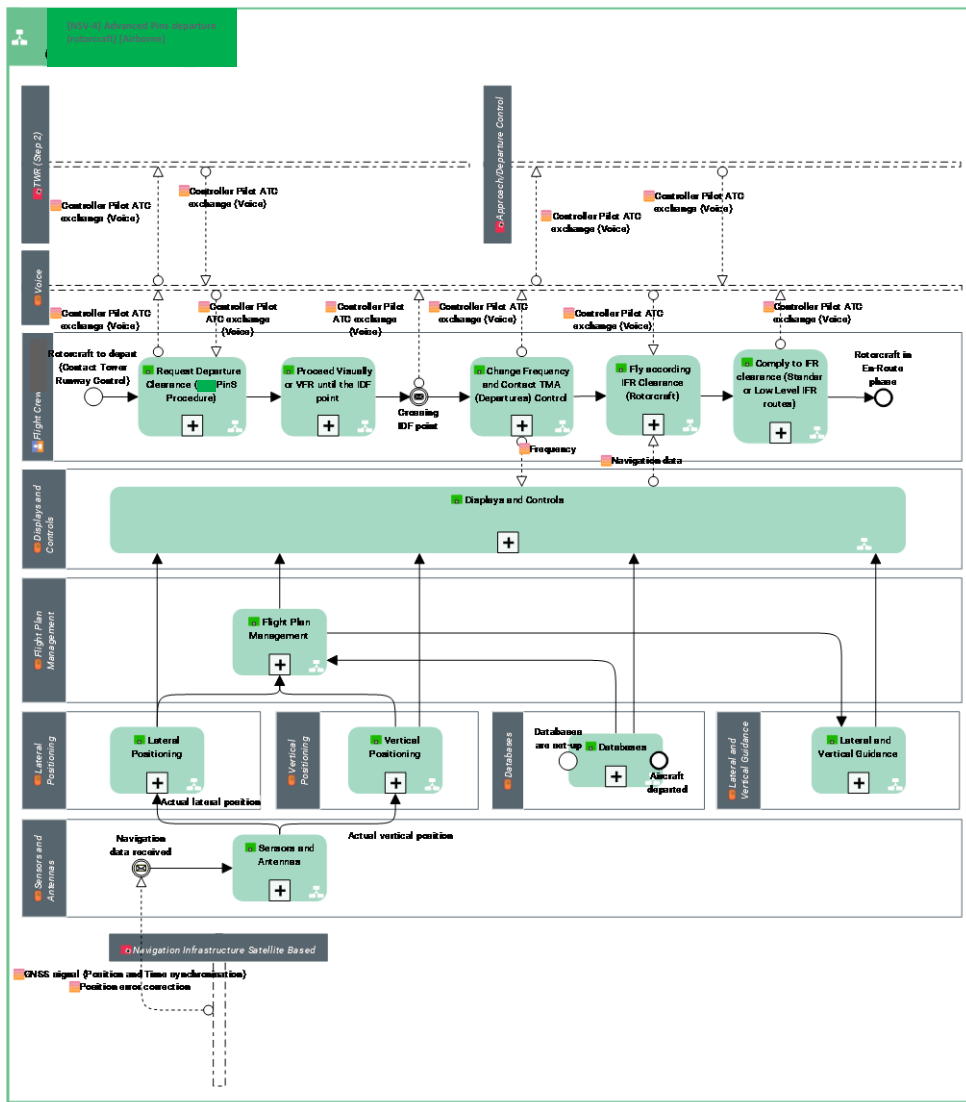 [NSV-4] Advanced Pins departure
(rotorcraft) [Airborne]
TWR (Step 2)
Approach/Departure Control
Controller Pilot ATC
exchange (Voice)
Controller Pilot ATC
exchange (Voice)
Controller Pilot ATC
exchange (Voice)
Controller Pilot ATC
exchange (Voice)
Voice
Controller Pilot ATC
exchange (Voice)
Controller Pilot
ATC exchange
(Voice)
Controller Pilot
ATC exchange
(Voice)
Controller Pilot ATC
exchange (Voice)
Controller Pilot ATC
exchange (Voice)
Controller Pilot ATC
exchange (Voice)
Flight Crew
Rotorcraft to depart
(Contact Tower
Runway Control)
Request Departure
Clearance (PinS
Procedure)
Proceed Visually
or VFR until the IDF
point
Crossing
IDF point
Change Frequency
and Contact TMA
(Departures) Control
Fly according
IFR Clearance
(Rotorcraft)
Comply to IFR
clearance (Standar
or Low Level IFR
routes)
Rotorcraft in
En-Route
phase
Frequency
Navigation data
Displays and
Controls
Displays and Controls
Flight Plan
Management
Flight Plan
Management
Lateral
Positioning
Lateral
Positioning
Vertical
Positioning
Vertical
Positioning
Databases
Databases
are set-up
Databases
Aircraft
departed
Lateral and
Vertical Guidance
Lateral and
Vertical Guidance
Actual lateral position
Actual vertical position
Sensors and
Antennas
Navigation
data received
Sensors and
Antennas
Navigation Infrastructure Satellite Based
GNSS signal (Position and Time synchronisation)
Position error correction